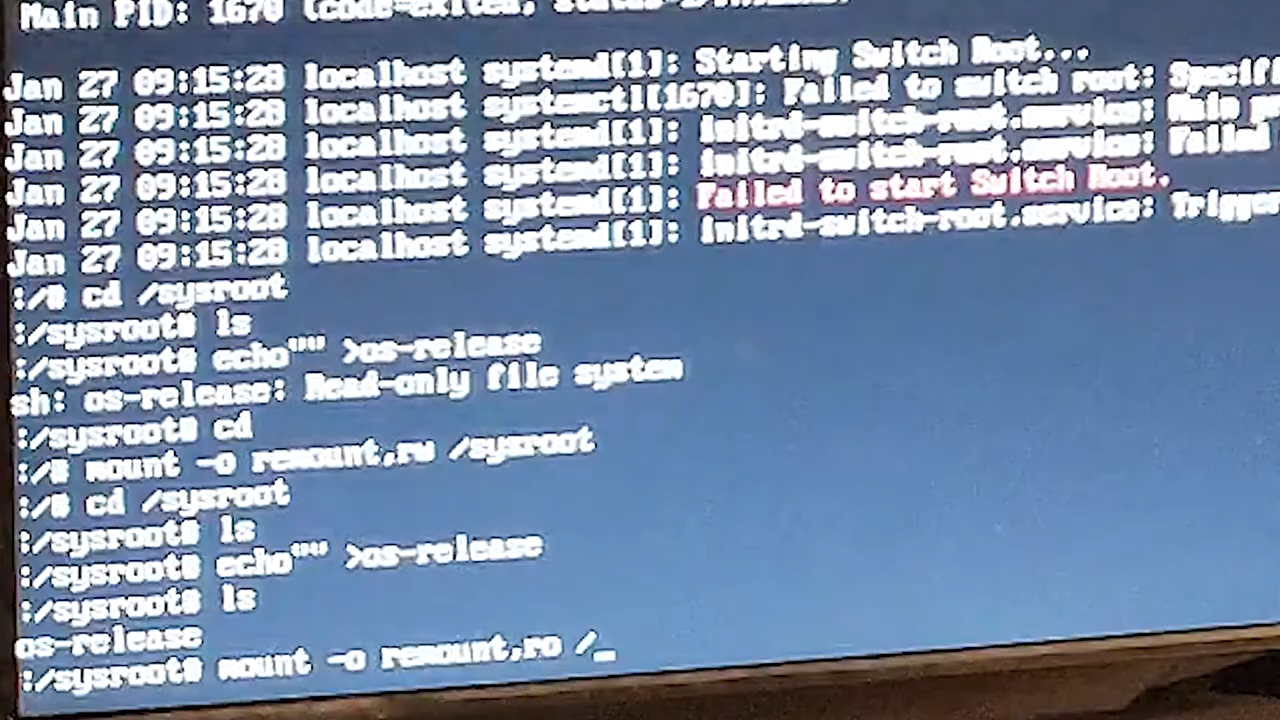 Main PID: 1670 (code=exited, status=
Jan 27 09:15:28 localhost systemd[1]: Starting Switch Root...
Jan 27 09:15:28 localhost systemctl[1670]: Failed to switch root: Specif
Jan 27 09:15:28 localhost systemd[1]: initrd-switch-root.service: Main pr
Jan 27 09:15:28 localhost systemd[1]: initrd-switch-root.service: Failed
Jan 27 09:15:28 localhost systemd[1]: Failed to start Switch Root.
Jan 27 09:15:28 localhost systemd[1]: initrd-switch-root.service: Trigger
:/# cd /sysroot
:/sysroot# ls
:/sysroot# echo"" >os-release
sh: os-release: Read-only file system
:/sysroot# cd
:/# mount -o remount,rw /sysroot
:/# cd /sysroot
:/sysroot# ls
:/sysroot# echo"" >os-release
:/sysroot# ls
os-release
:/sysroot# mount -o remount,ro /_